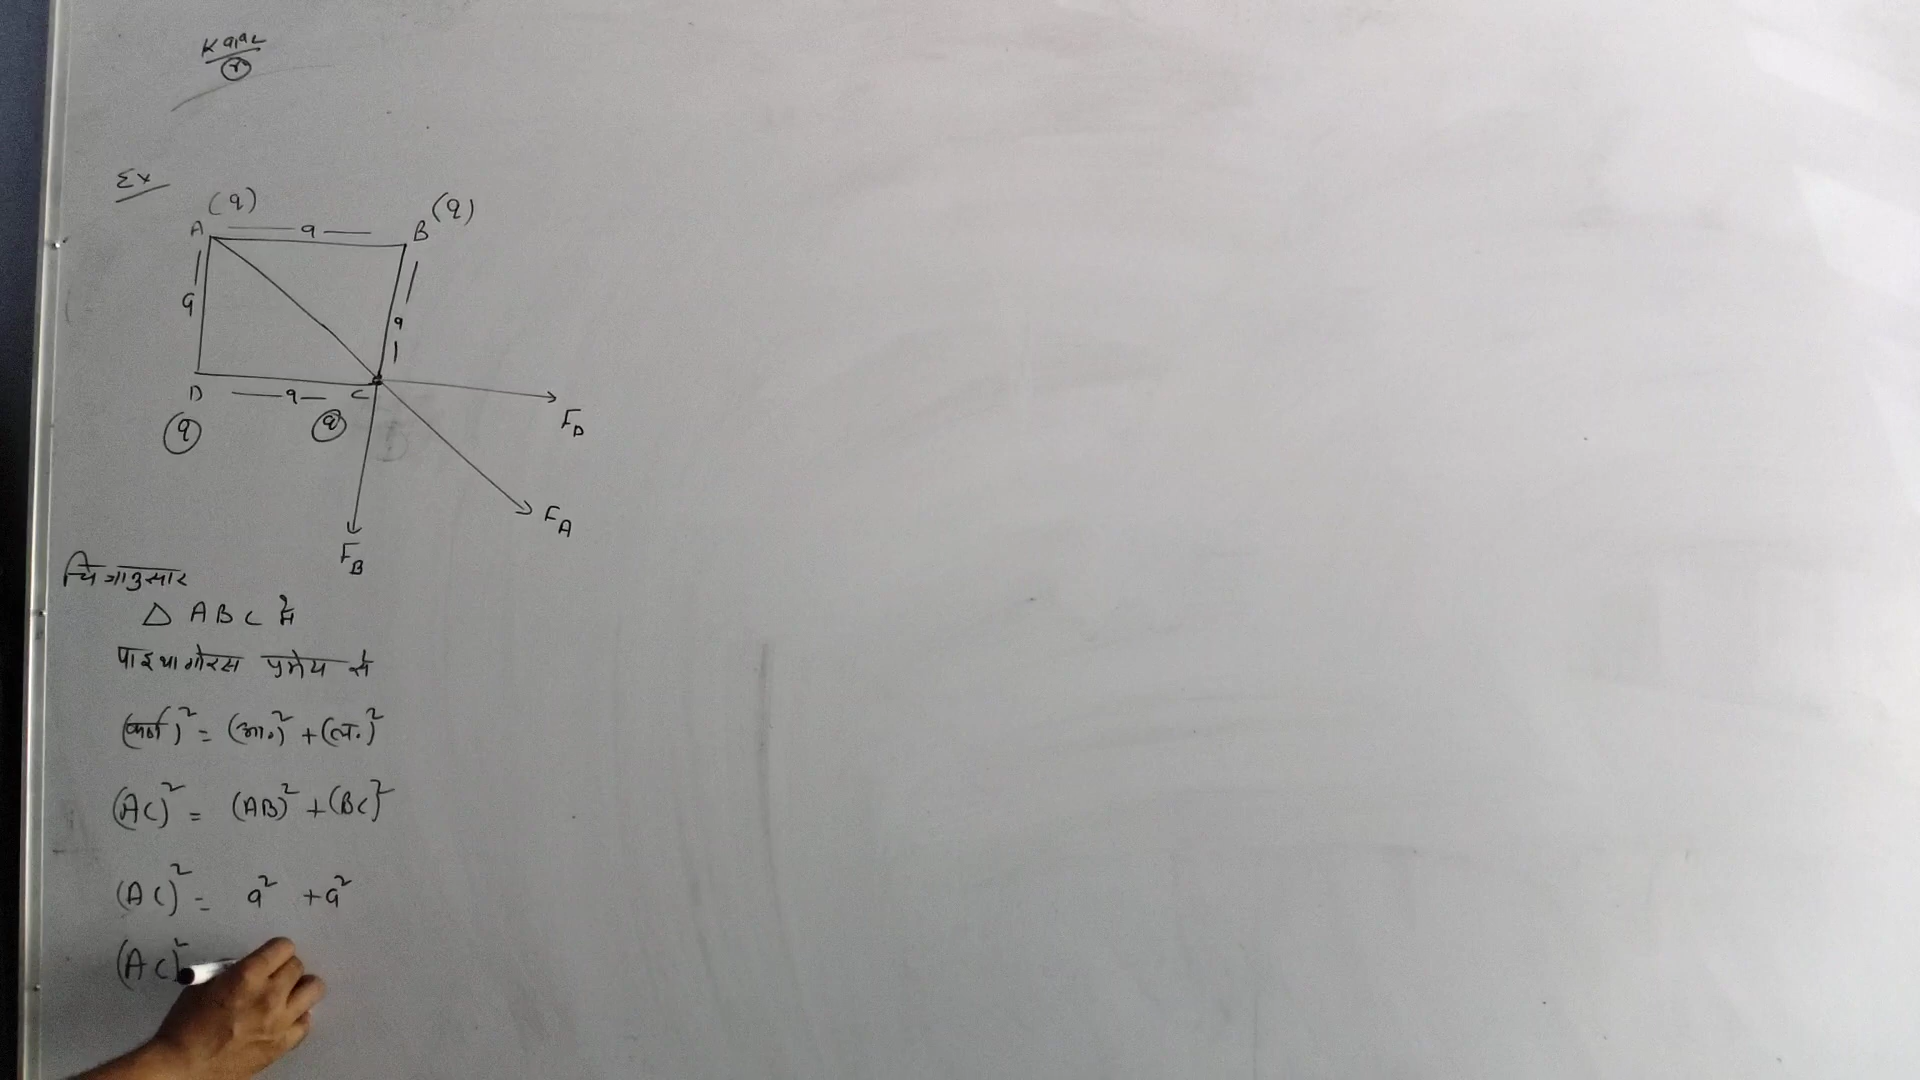 K q₁q₂
r²
Ex
(q)
(q)
A
a
B
a
a
D
a
C
(q)
(q)
F_D
F_A
F_B
चित्रानुसार
Δ ABC में
पाइथागोरस प्रमेय से
(कर्ण)² = (आ.)² + (ल.)²
(AC)² = (AB)² + (BC)²
(AC)² = a² + a²
(AC)²